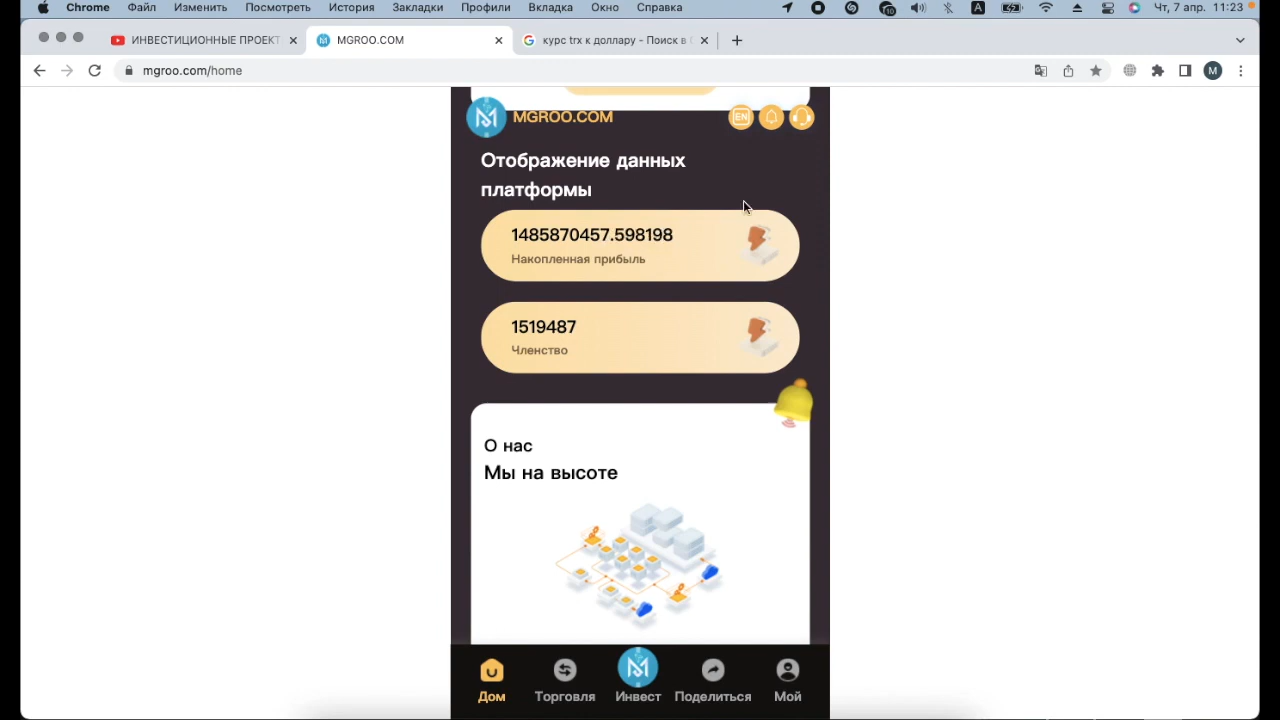 Chrome Файл Изменить Посмотреть История Закладки Профили Вкладка Окно Справка 10 A Чт, 7 апр. 11:23
ИНВЕСТИЦИОННЫЕ ПРОЕКТ MGROO.COM курс trx к доллару - Поиск в
mgroo.com/home M
MGROO.COM EN
Отображение данных
платформы
1485870457.598198
Накопленная прибыль
1519487
Членство
О нас
Мы на высоте
Дом Торговля Инвест Поделиться Мой